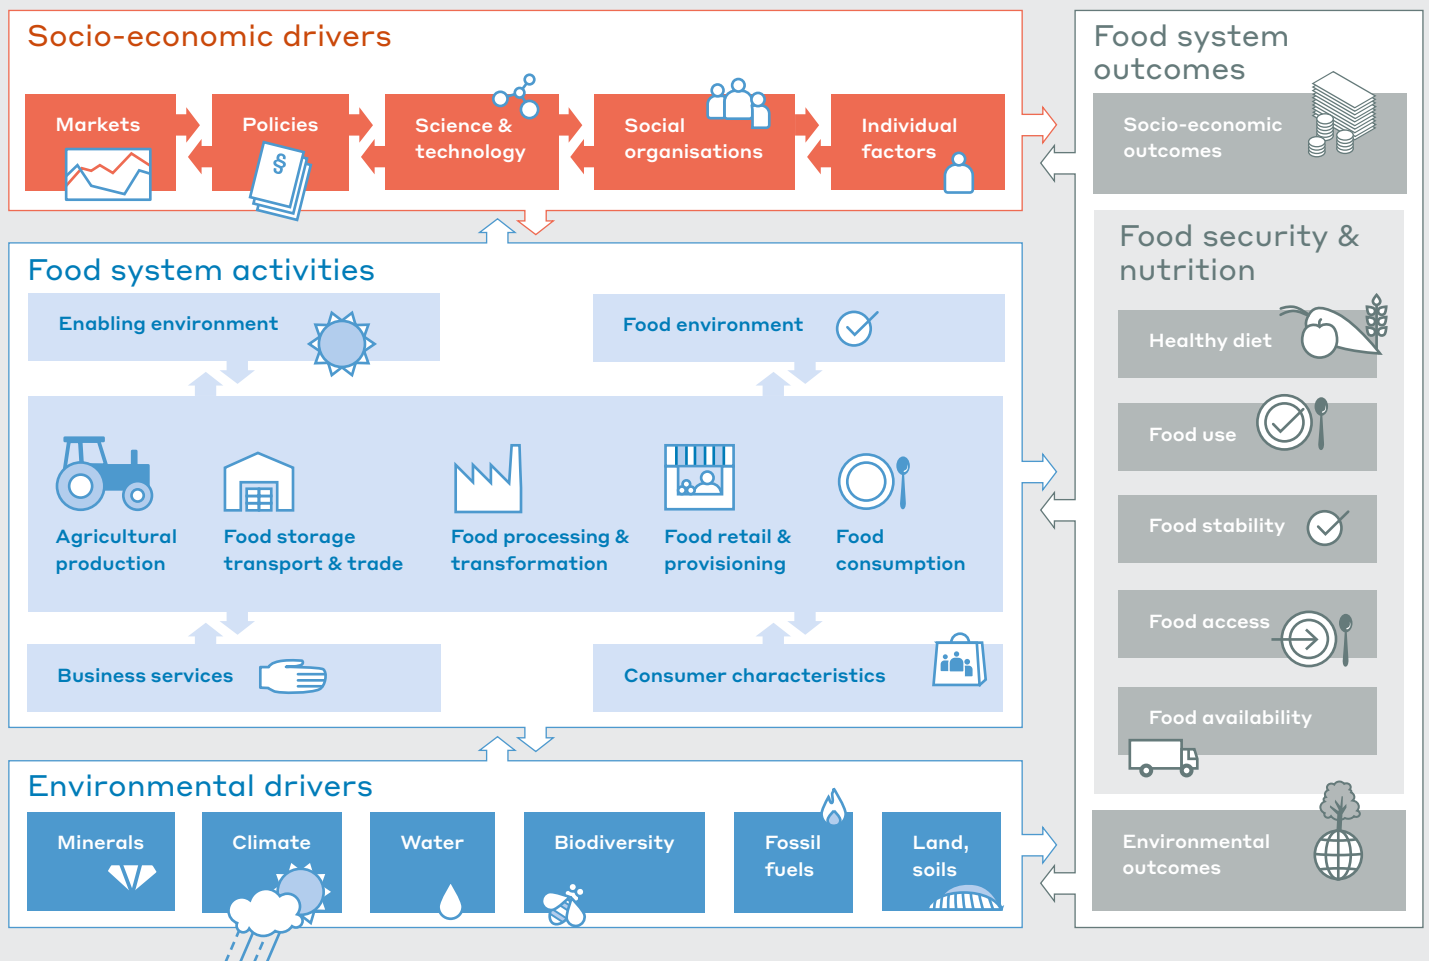 Socio-economic drivers
Markets
Policies
§
Science &
technology
Social
organisations
Individual
factors
Food system activities
Enabling environment
Food environment
Agricultural
production
Food storage
transport & trade
Food processing &
transformation
Food retail &
provisioning
Food
consumption
Business services
Consumer characteristics
Environmental drivers
Minerals
Climate
Water
Biodiversity
Fossil
fuels
Land,
soils
Food system
outcomes
Socio-economic
outcomes
Food security &
nutrition
Healthy diet
Food use
Food stability
Food access
Food availability
Environmental
outcomes